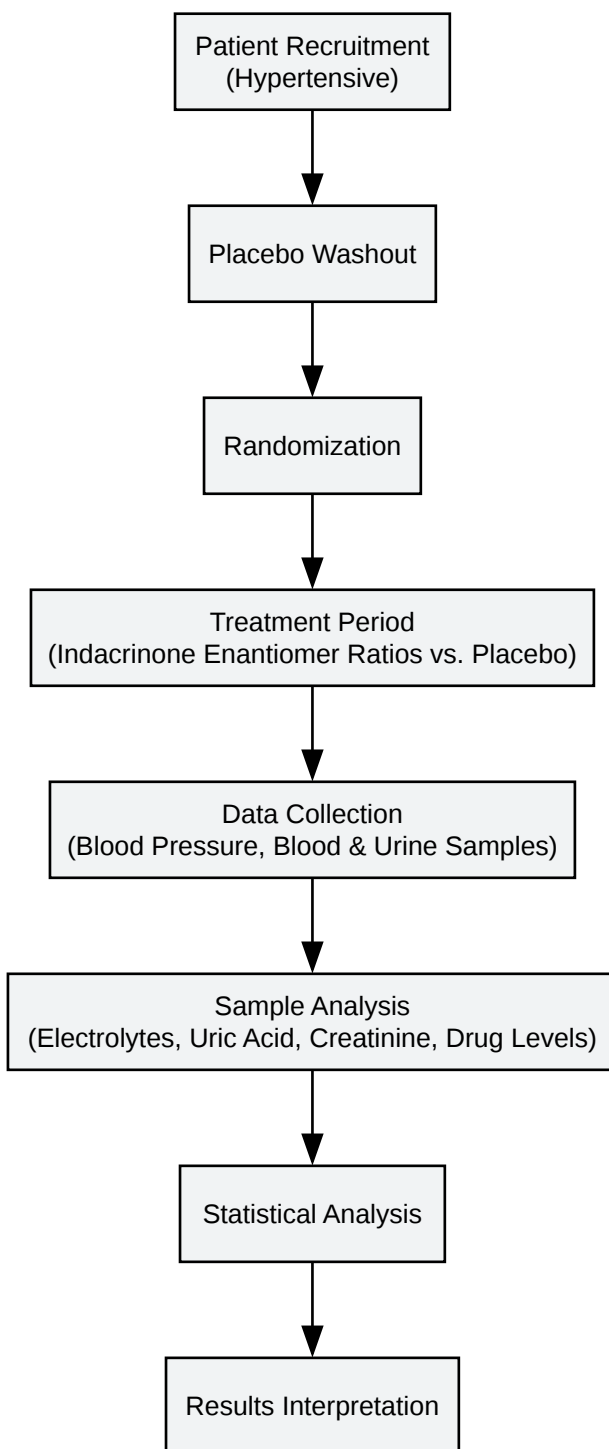 Patient Recruitment
(Hypertensive)
Placebo Washout
Randomization
Treatment Period
(Indacrinone Enantiomer Ratios vs. Placebo)
Data Collection
(Blood Pressure, Blood & Urine Samples)
Sample Analysis
(Electrolytes, Uric Acid, Creatinine, Drug Levels)
Statistical Analysis
Results Interpretation